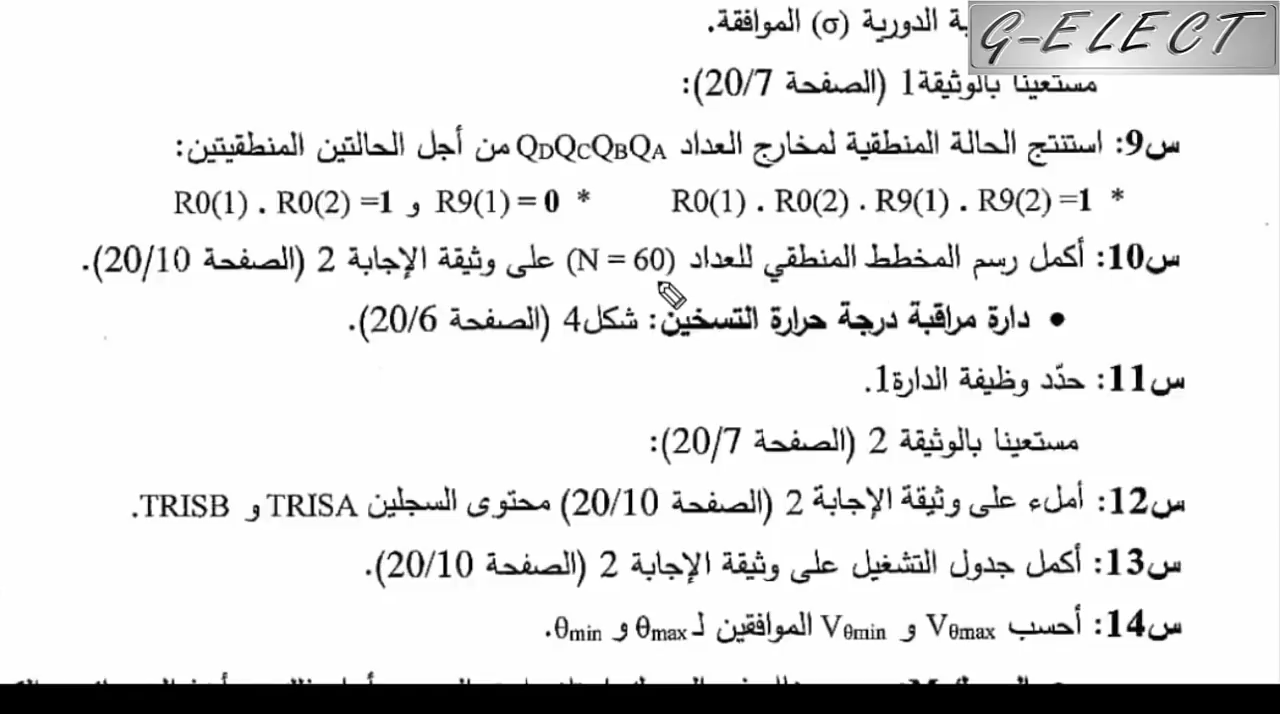 G-ELECT
الدورية (σ) الموافقة.
مستعينا بالوثيقة1 (الصفحة 20/7):
س9: استنتج الحالة المنطقية لمخارج العداد QDQCQBQA من أجل الحالتين المنطقيتين:
* R0(1) . R0(2) . R9(1) . R9(2) =1 * R9(1) = 0 و R0(1) . R0(2) =1
س10: أكمل رسم المخطط المنطقي للعداد (N = 60) على وثيقة الإجابة 2 (الصفحة 20/10).
• دارة مراقبة درجة حرارة التسخين: شكل4 (الصفحة 20/6).
س11: حدّد وظيفة الدارة1.
مستعينا بالوثيقة 2 (الصفحة 20/7):
س12: أملء على وثيقة الإجابة 2 (الصفحة 20/10) محتوى السجلين TRISA و TRISB.
س13: أكمل جدول التشغيل على وثيقة الإجابة 2 (الصفحة 20/10).
س14: أحسب Vθmax و Vθmin الموافقين لـ θmax و θmin.